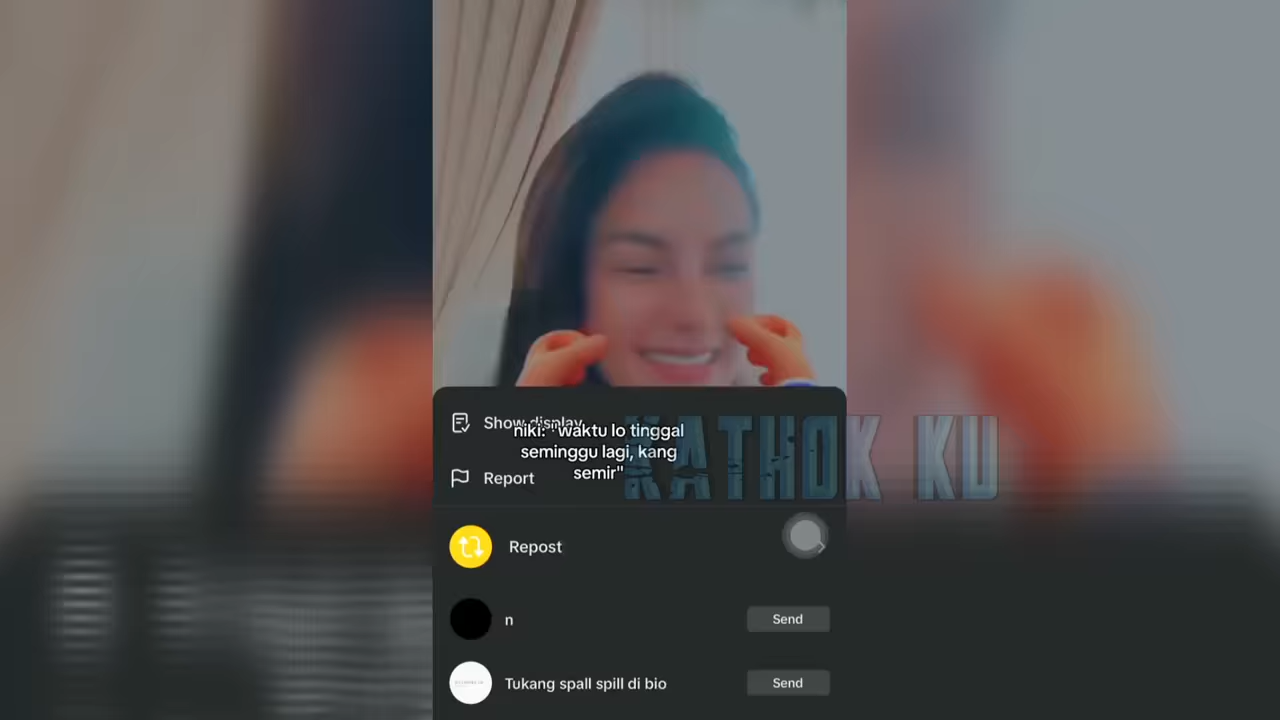 Show display
niki: "waktu lo tinggal
seminggu lagi, kang
semir"
KATHOK KU
Report
Repost
n
Send
Tukang spall spill di bio
Send